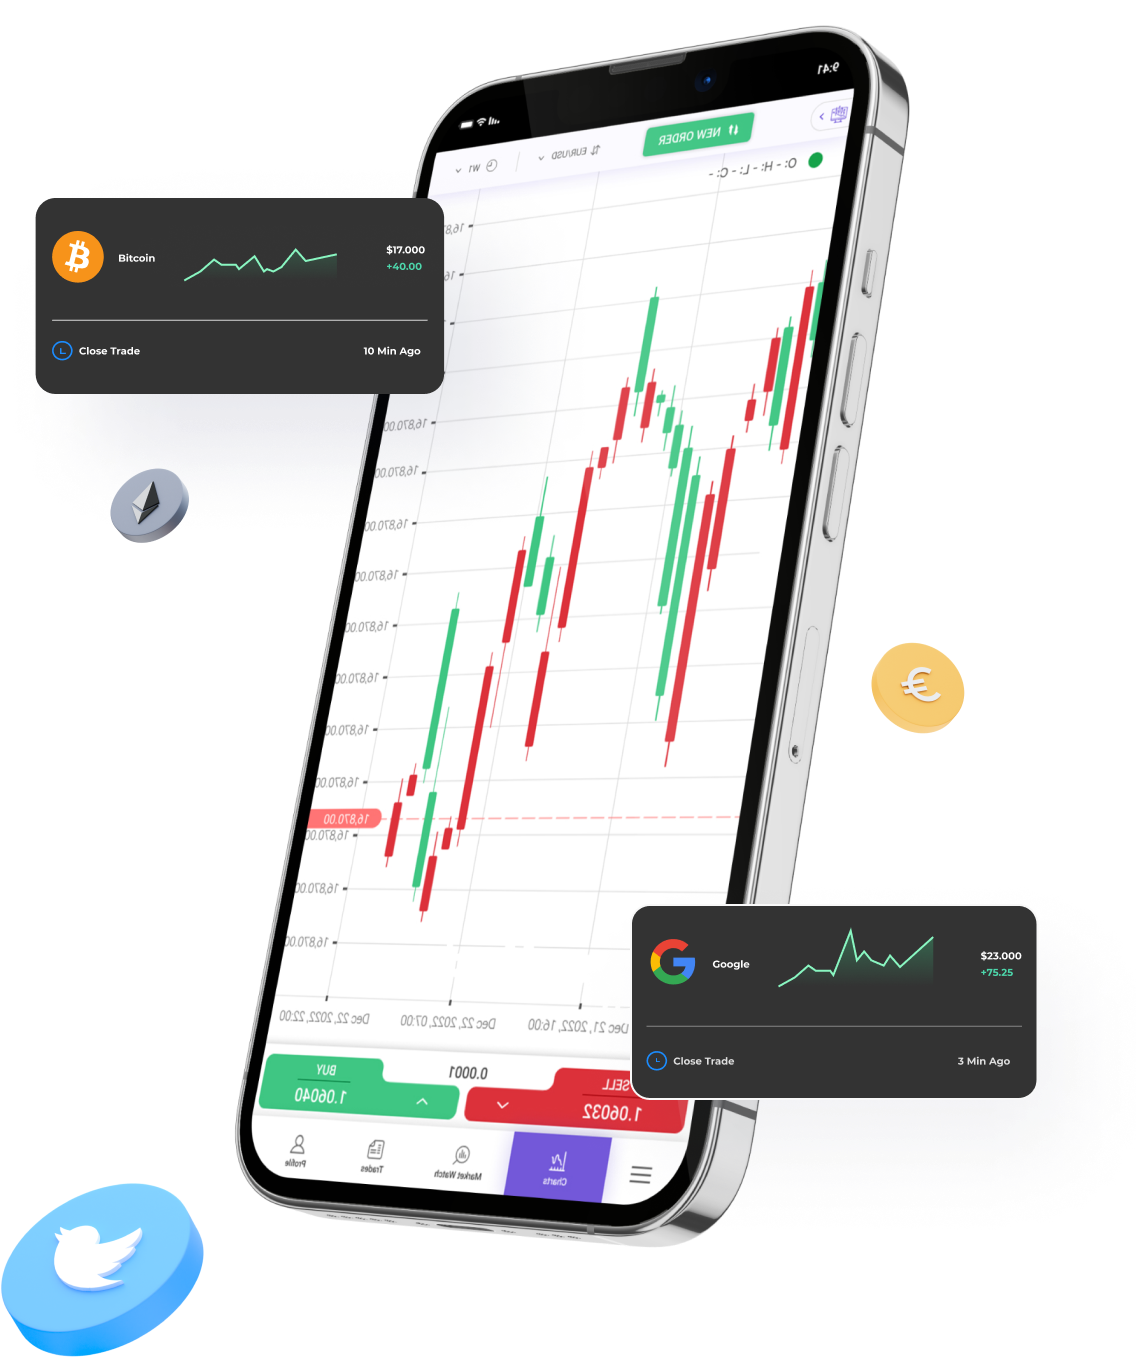 9:41
NEW ORDER
EUR/USD
W1
O: - H: - L: - C: -
Bitcoin
$17.000
+40.00
Close Trade
10 Min Ago
16,870.00
16,870.00
16,870.00
16,870.00
16,870.00
16,870.00
16,870.00
16,870.00
16,870.00
16,870.00
16,870.00
16,870.00
Dec 22, 2022, 22:00
Dec 22, 2022, 07:00
Dec 21, 2022, 16:00
Google
$23.000
+75.25
Close Trade
3 Min Ago
BUY
1.06040
0.0001
SELL
1.06032
Profile
Trades
Market Watch
Charts